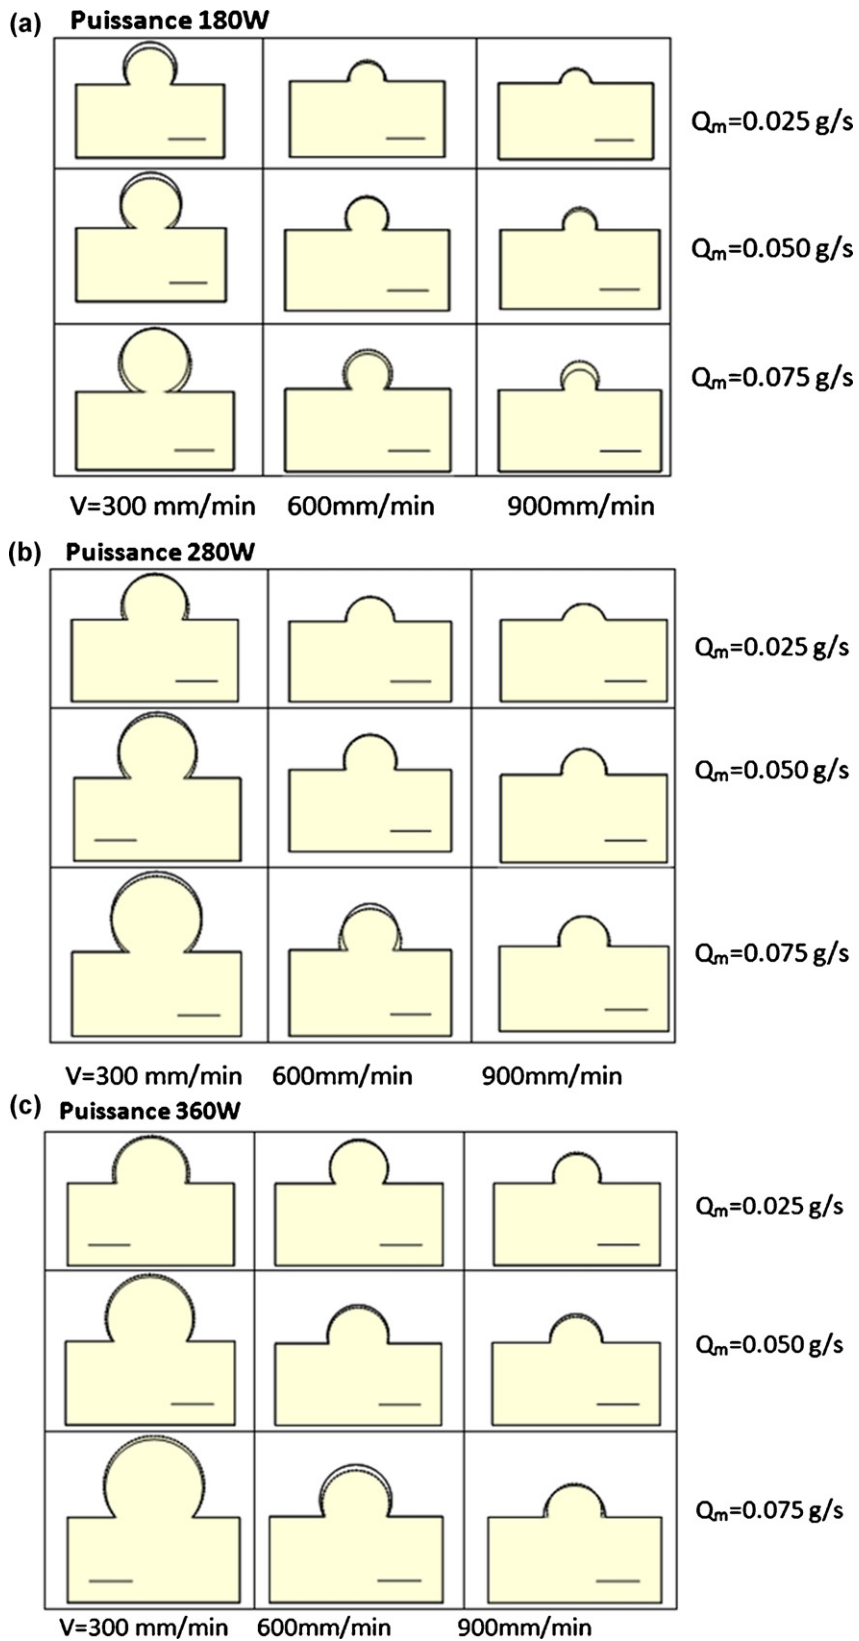 (a) Puissance 180W
Qm=0.025 g/s
Qm=0.050 g/s
Qm=0.075 g/s
V=300 mm/min 600mm/min 900mm/min
(b) Puissance 280W
Qm=0.025 g/s
Qm=0.050 g/s
Qm=0.075 g/s
V=300 mm/min 600mm/min 900mm/min
(c) Puissance 360W
Qm=0.025 g/s
Qm=0.050 g/s
Qm=0.075 g/s
V=300 mm/min 600mm/min 900mm/min